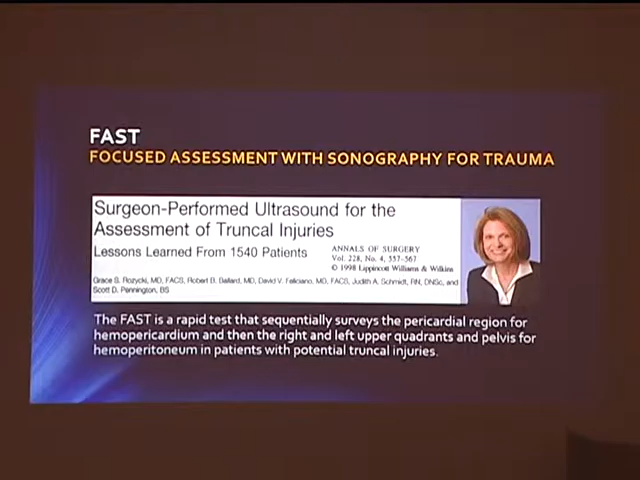 FAST
FOCUSED ASSESSMENT WITH SONOGRAPHY FOR TRAUMA
Surgeon-Performed Ultrasound for the
Assessment of Truncal Injuries
Lessons Learned From 1540 Patients
ANNALS OF SURGERY
Vol. 228, No. 4, 557-567
© 1998 Lippincott Williams & Wilkins
Grace S. Rozycki, MD, FACS, Robert B. Ballard, MD, David V. Feliciano, MD, FACS, Judith A. Schmidt, RN, DNSc, and
Scott D. Pennington, BS
The FAST is a rapid test that sequentially surveys the pericardial region for
hemopericardium and then the right and left upper quadrants and pelvis for
hemoperitoneum in patients with potential truncal injuries.